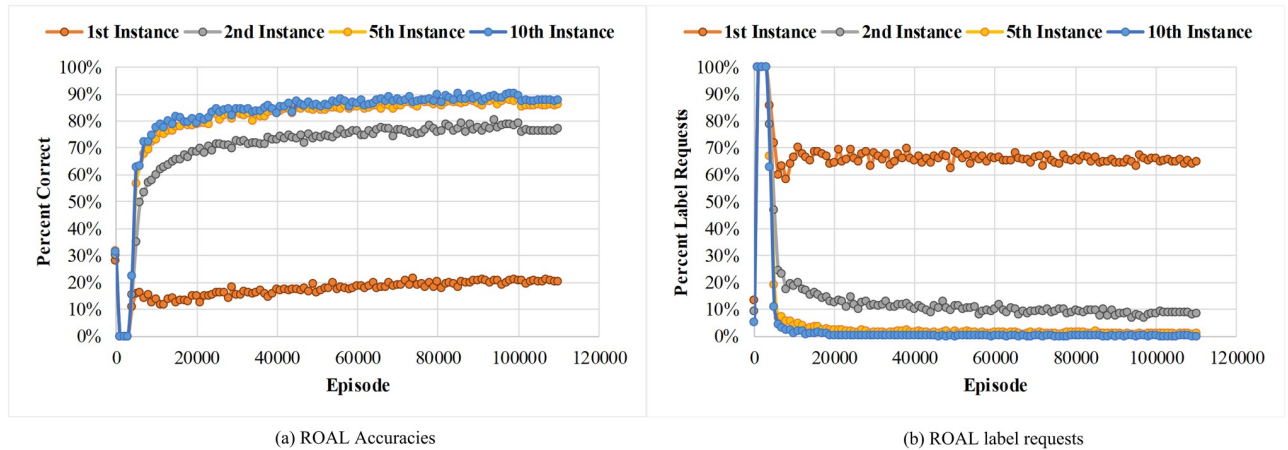 1st Instance 2nd Instance 5th Instance 10th Instance
100%
90%
80%
70%
60%
50%
40%
30%
20%
10%
0%
Percent Correct
0 20000 40000 60000 80000 100000 120000
Episode
(a) ROAL Accuracies
1st Instance 2nd Instance 5th Instance 10th Instance
100%
90%
80%
70%
60%
50%
40%
30%
20%
10%
0%
Percent Label Requests
0 20000 40000 60000 80000 100000 120000
Episode
(b) ROAL label requests